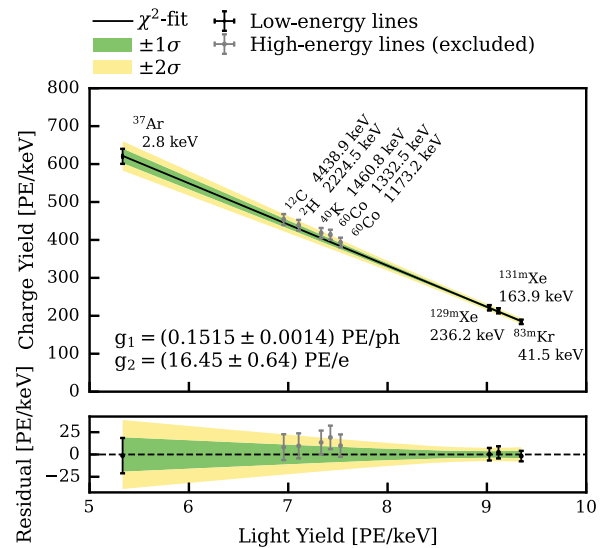 χ²-fit
±1σ
±2σ
Low-energy lines
High-energy lines (excluded)
Charge Yield [PE/keV]
800
700
600
500
400
300
200
100
0
³⁷Ar
2.8 keV
¹²C 4438.9 keV
²H 2224.5 keV
⁴⁰K 1460.8 keV
⁶⁰Co 1332.5 keV
⁶⁰Co 1173.2 keV
¹³¹ᵐXe
163.9 keV
¹²⁹ᵐXe
236.2 keV
⁸³ᵐKr
41.5 keV
g₁ = (0.1515 ± 0.0014) PE/ph
g₂ = (16.45 ± 0.64) PE/e
Residual [PE/keV]
25
0
−25
5 6 7 8 9 10
Light Yield [PE/keV]